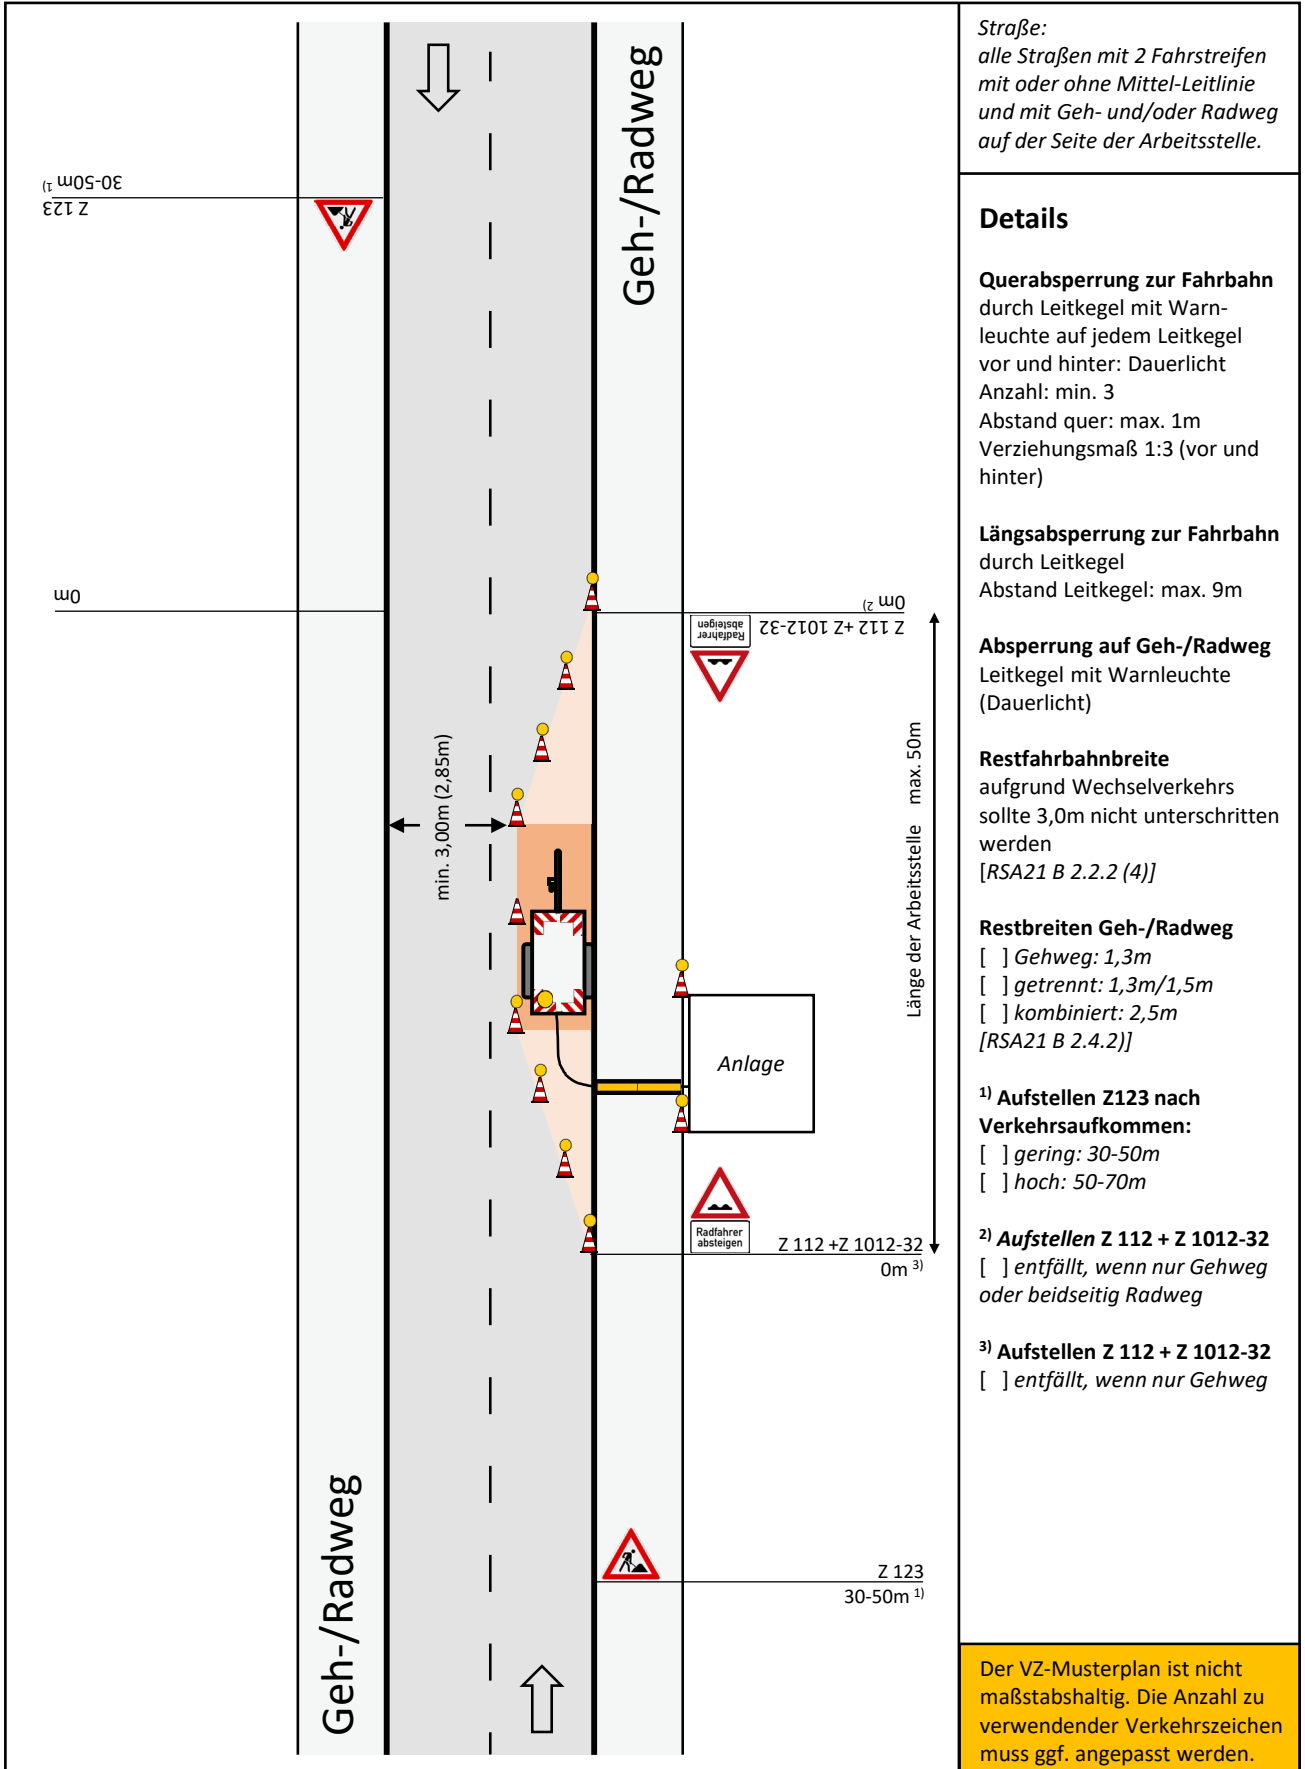 Geh-/Radweg
30-50m 1)
Z 123
0m
0m 2)
Z 112 +Z 1012-32
Radfahrer
absteigen
min. 3,00m (2,85m)
Länge der Arbeitsstelle max. 50m
Anlage
Radfahrer
absteigen
Z 112 +Z 1012-32
0m 3)
Geh-/Radweg
Z 123
30-50m 1)
Straße:
alle Straßen mit 2 Fahrstreifen
mit oder ohne Mittel-Leitlinie
und mit Geh- und/oder Radweg
auf der Seite der Arbeitsstelle.
Details
Querabsperrung zur Fahrbahn
durch Leitkegel mit Warn-
leuchte auf jedem Leitkegel
vor und hinter: Dauerlicht
Anzahl: min. 3
Abstand quer: max. 1m
Verziehungsmaß 1:3 (vor und
hinter)
Längsabsperrung zur Fahrbahn
durch Leitkegel
Abstand Leitkegel: max. 9m
Absperrung auf Geh-/Radweg
Leitkegel mit Warnleuchte
(Dauerlicht)
Restfahrbahnbreite
aufgrund Wechselverkehrs
sollte 3,0m nicht unterschritten
werden
[RSA21 B 2.2.2 (4)]
Restbreiten Geh-/Radweg
[ ] Gehweg: 1,3m
[ ] getrennt: 1,3m/1,5m
[ ] kombiniert: 2,5m
[RSA21 B 2.4.2)]
1) Aufstellen Z123 nach
Verkehrsaufkommen:
[ ] gering: 30-50m
[ ] hoch: 50-70m
2) Aufstellen Z 112 + Z 1012-32
[ ] entfällt, wenn nur Gehweg
oder beidseitig Radweg
3) Aufstellen Z 112 + Z 1012-32
[ ] entfällt, wenn nur Gehweg
Der VZ-Musterplan ist nicht
maßstabshaltig. Die Anzahl zu
verwendender Verkehrszeichen
muss ggf. angepasst werden.